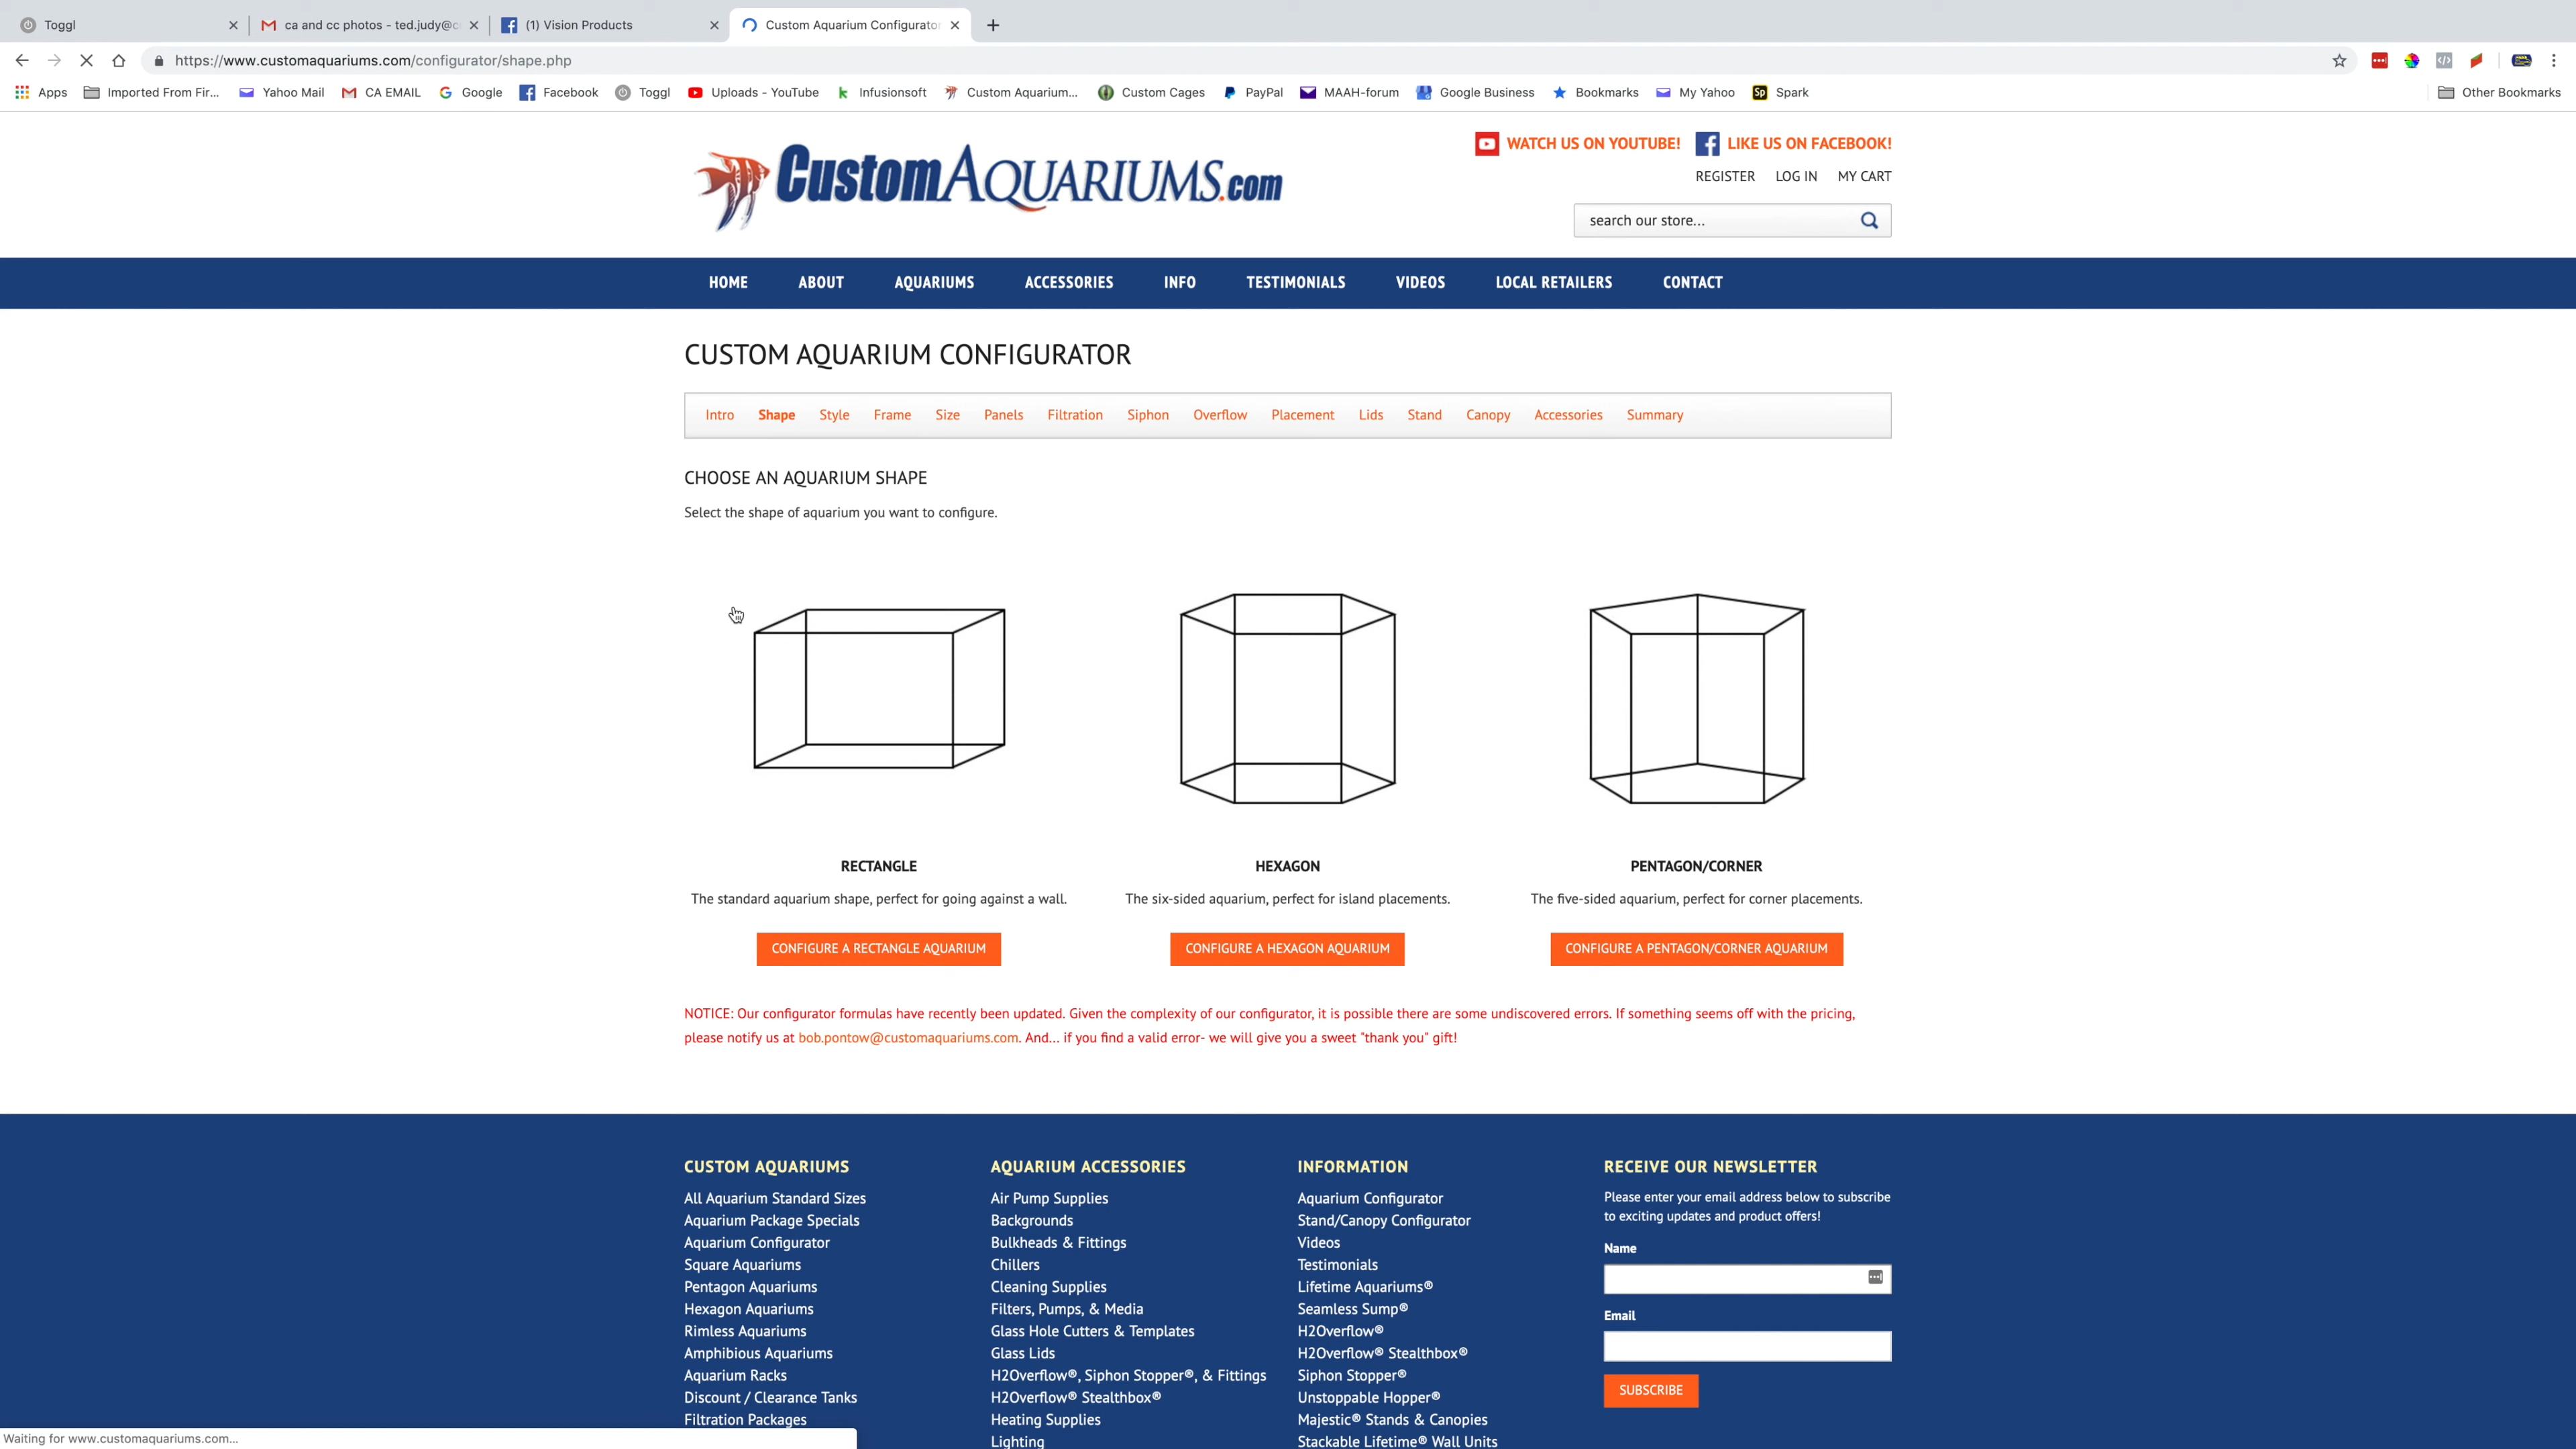 Toggl
ca and cc photos - ted.judy@c
(1) Vision Products
Custom Aquarium Configurator
https://www.customaquariums.com/configurator/shape.php
Apps
Imported From Fir...
Yahoo Mail
CA EMAIL
Google
Facebook
Toggl
Uploads - YouTube
Infusionsoft
Custom Aquarium...
Custom Cages
PayPal
MAAH-forum
Google Business
Bookmarks
My Yahoo
Sp Spark
Other Bookmarks
CustomAquariums.com
WATCH US ON YOUTUBE!
LIKE US ON FACEBOOK!
REGISTER LOG IN MY CART
search our store...
HOME ABOUT AQUARIUMS ACCESSORIES INFO TESTIMONIALS VIDEOS LOCAL RETAILERS CONTACT
CUSTOM AQUARIUM CONFIGURATOR
Intro Shape Style Frame Size Panels Filtration Siphon Overflow Placement Lids Stand Canopy Accessories Summary
CHOOSE AN AQUARIUM SHAPE
Select the shape of aquarium you want to configure.
RECTANGLE
The standard aquarium shape, perfect for going against a wall.
CONFIGURE A RECTANGLE AQUARIUM
HEXAGON
The six-sided aquarium, perfect for island placements.
CONFIGURE A HEXAGON AQUARIUM
PENTAGON/CORNER
The five-sided aquarium, perfect for corner placements.
CONFIGURE A PENTAGON/CORNER AQUARIUM
NOTICE: Our configurator formulas have recently been updated. Given the complexity of our configurator, it is possible there are some undiscovered errors. If something seems off with the pricing,
please notify us at bob.pontow@customaquariums.com. And... if you find a valid error- we will give you a sweet "thank you" gift!
CUSTOM AQUARIUMS
All Aquarium Standard Sizes
Aquarium Package Specials
Aquarium Configurator
Square Aquariums
Pentagon Aquariums
Hexagon Aquariums
Rimless Aquariums
Amphibious Aquariums
Aquarium Racks
Discount / Clearance Tanks
Filtration Packages
AQUARIUM ACCESSORIES
Air Pump Supplies
Backgrounds
Bulkheads & Fittings
Chillers
Cleaning Supplies
Filters, Pumps, & Media
Glass Hole Cutters & Templates
Glass Lids
H2Overflow®, Siphon Stopper®, & Fittings
H2Overflow® Stealthbox®
Heating Supplies
Lighting
INFORMATION
Aquarium Configurator
Stand/Canopy Configurator
Videos
Testimonials
Lifetime Aquariums®
Seamless Sump®
H2Overflow®
H2Overflow® Stealthbox®
Siphon Stopper®
Unstoppable Hopper®
Majestic® Stands & Canopies
Stackable Lifetime® Wall Units
RECEIVE OUR NEWSLETTER
Please enter your email address below to subscribe
to exciting updates and product offers!
Name
Email
SUBSCRIBE
Waiting for www.customaquariums.com...